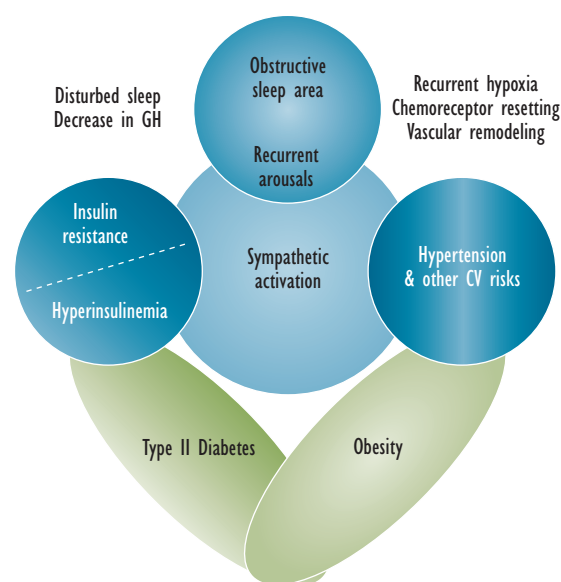 Obstructive
sleep area
Recurrent
arousals
Disturbed sleep
Decrease in GH
Recurrent hypoxia
Chemoreceptor resetting
Vascular remodeling
Insulin
resistance
Hyperinsulinemia
Sympathetic
activation
Hypertension
& other CV risks
Type II Diabetes
Obesity